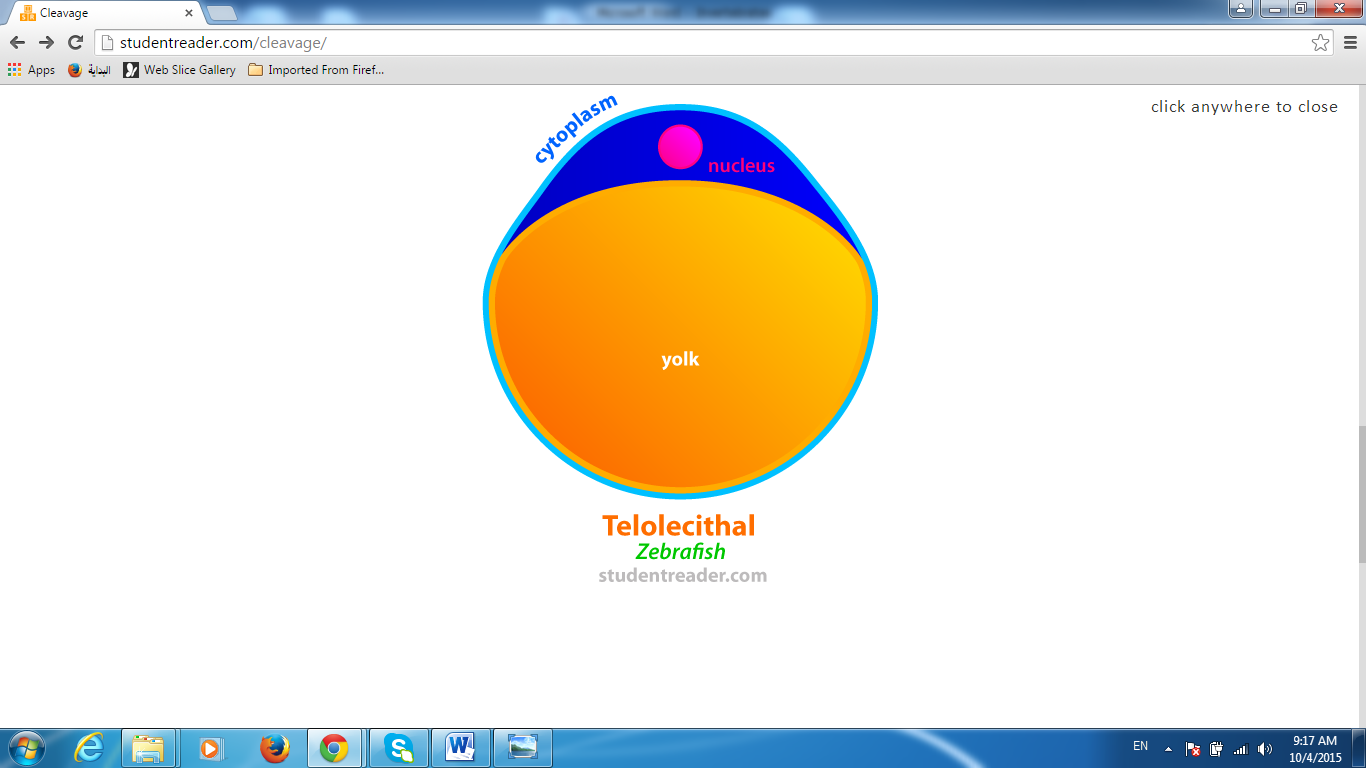 Cleavage
studentreader.com/cleavage/
Apps
البداية
Web Slice Gallery
Imported From Firef...
click anywhere to close
cytoplasm
nucleus
yolk
Telolecithal
Zebrafish
studentreader.com
EN
9:17 AM
10/4/2015